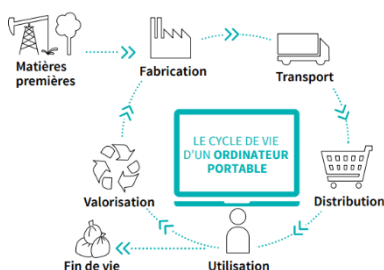 Matières
premières
Fabrication
Transport
LE CYCLE DE VIE
D'UN ORDINATEUR
PORTABLE
Valorisation
Distribution
Fin de vie
Utilisation